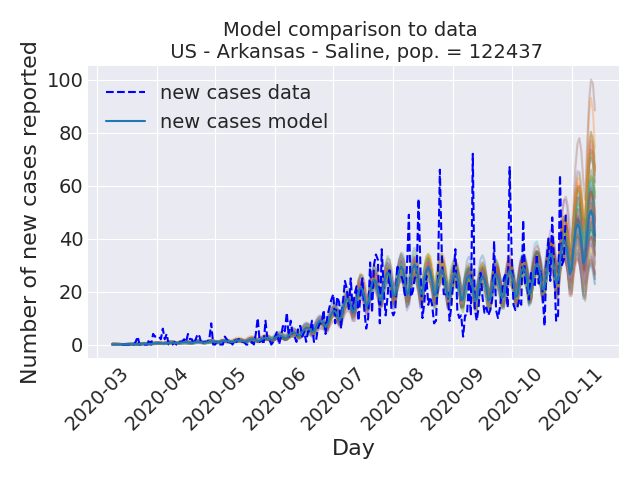 Model comparison to data
US - Arkansas - Saline, pop. = 122437
Number of new cases reported
100
80
60
40
20
0
new cases data
new cases model
2020-03
2020-04
2020-05
2020-06
2020-07
2020-08
2020-09
2020-10
2020-11
Day